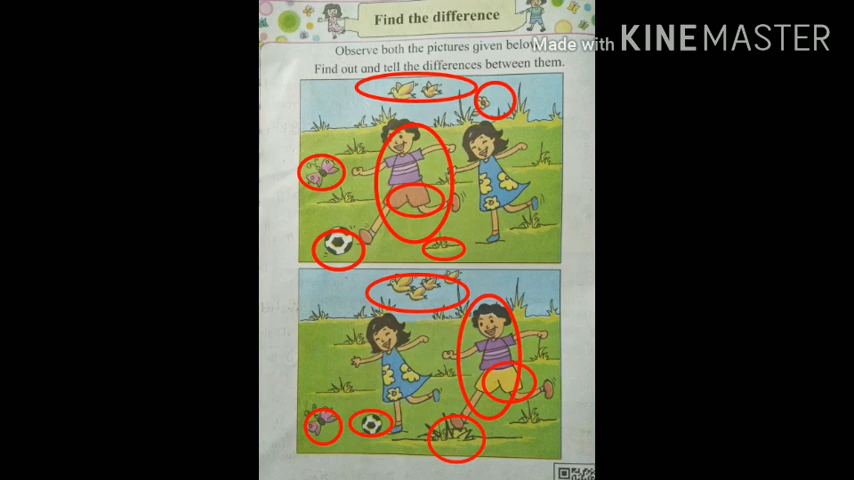 Find the difference
Observe both the pictures given below
Find out and tell the differences between them.
Made with KINEMASTER